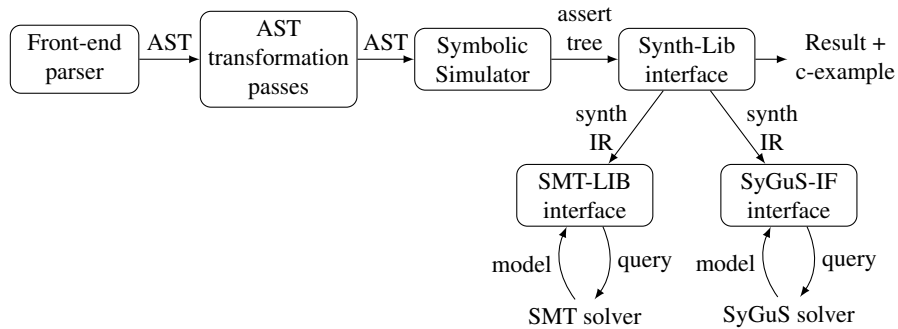 Front-end
parser
AST
AST
transformation
passes
AST
Symbolic
Simulator
assert
tree
Synth-Lib
interface
Result +
c-example
synth
IR
synth
IR
SMT-LIB
interface
SyGuS-IF
interface
model
query
model
query
SMT solver
SyGuS solver